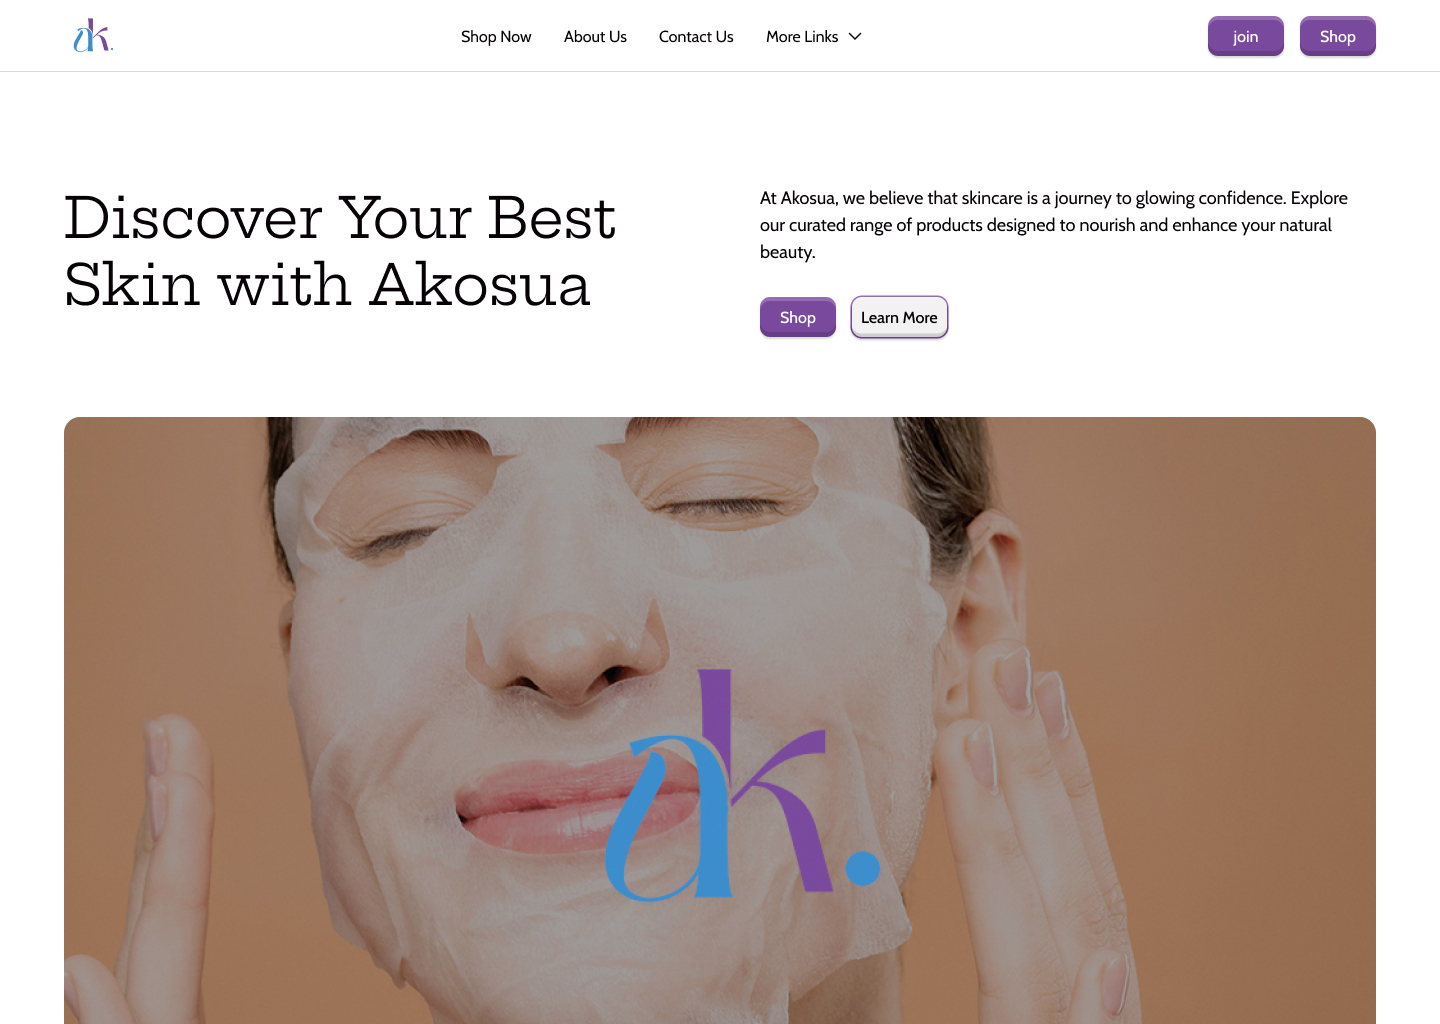 ak.
Shop Now
About Us
Contact Us
More Links
join
Shop
Discover Your Best
Skin with Akosua
At Akosua, we believe that skincare is a journey to glowing confidence. Explore
our curated range of products designed to nourish and enhance your natural
beauty.
Shop
Learn More
ak.